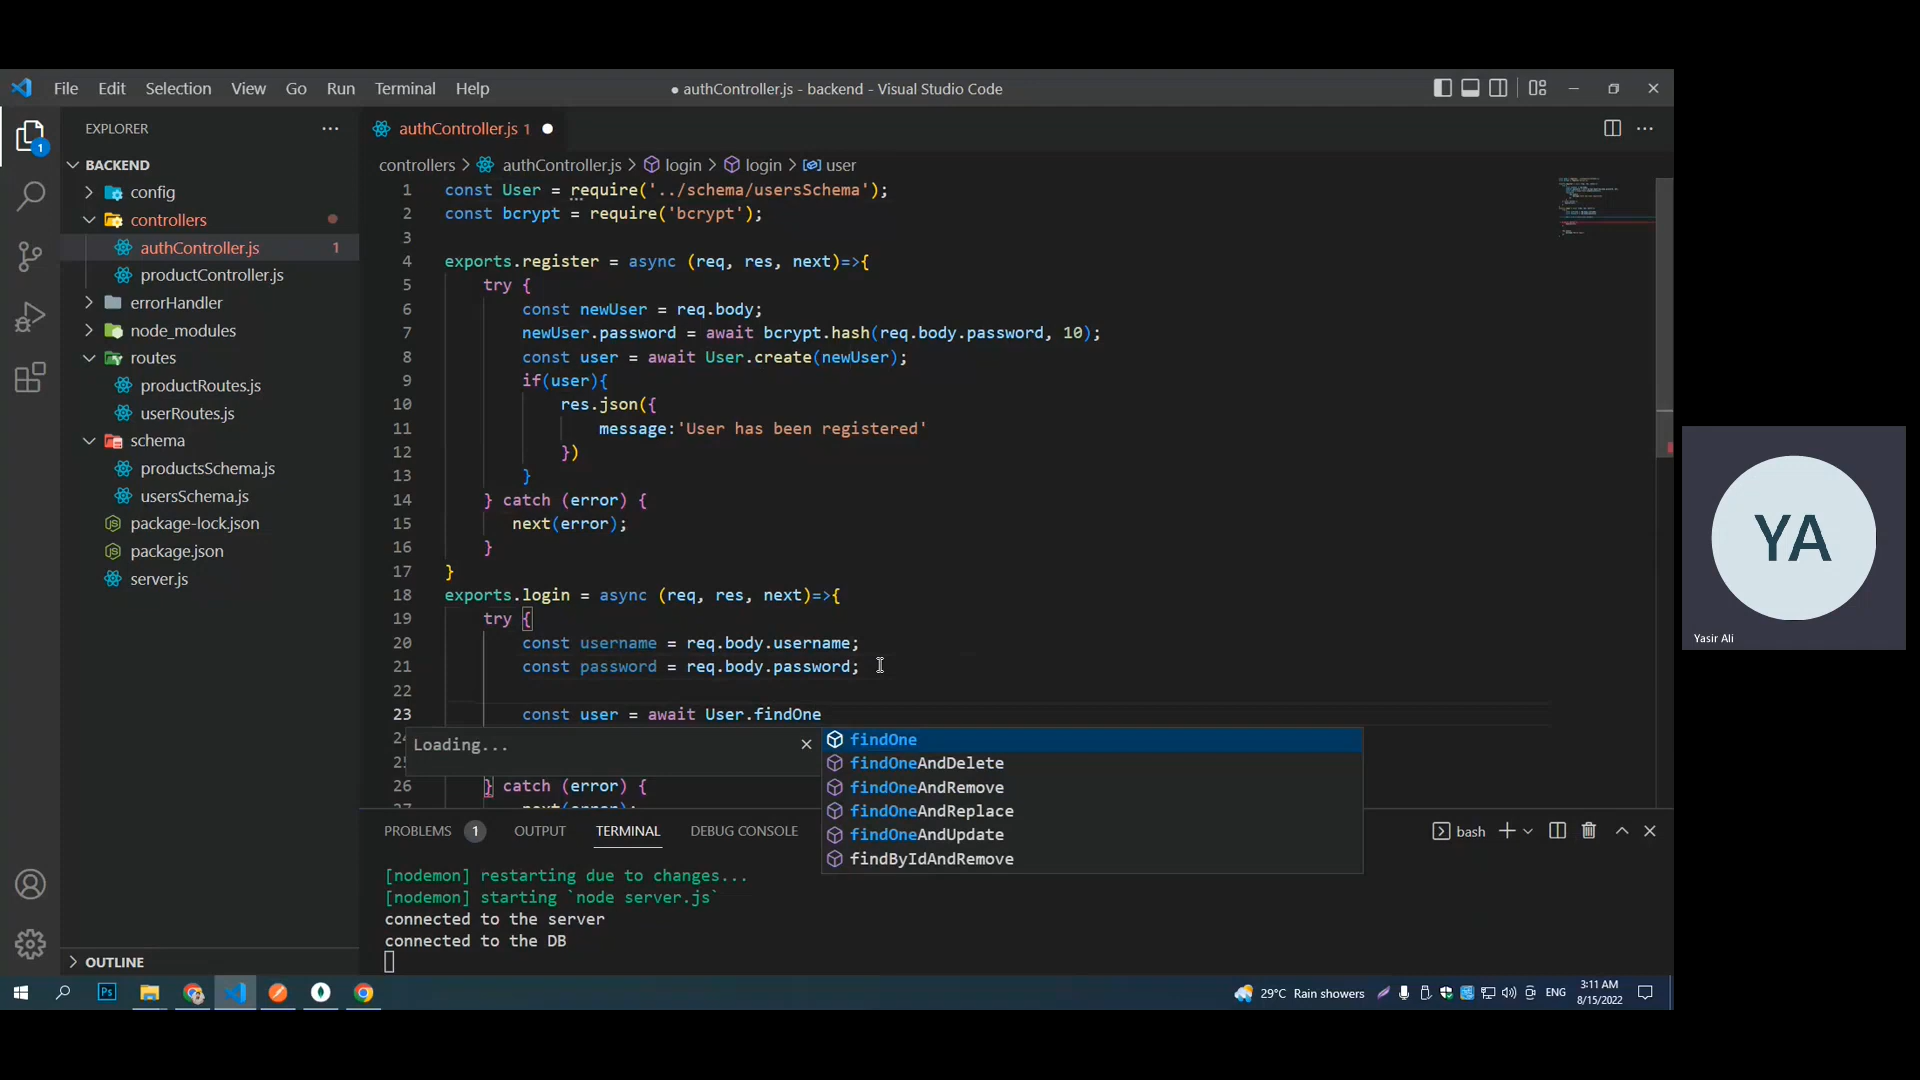 File Edit Selection View Go Run Terminal Help
● authController.js - backend - Visual Studio Code
EXPLORER
authController.js 1
1
BACKEND
config
controllers
authController.js 1
productController.js
errorHandler
node_modules
routes
productRoutes.js
userRoutes.js
schema
productsSchema.js
usersSchema.js
package-lock.json
package.json
server.js
OUTLINE
controllers > authController.js > login > login > user
1 const User = require('../schema/usersSchema');
2 const bcrypt = require('bcrypt');
3
4 exports.register = async (req, res, next)=>{
5 try {
6 const newUser = req.body;
7 newUser.password = await bcrypt.hash(req.body.password, 10);
8 const user = await User.create(newUser);
9 if(user){
10 res.json({
11 message:'User has been registered'
12 })
13 }
14 } catch (error) {
15 next(error);
16 }
17 }
18 exports.login = async (req, res, next)=>{
19 try {
20 const username = req.body.username;
21 const password = req.body.password;
22
23 const user = await User.findOne
Loading...
findOne
findOneAndDelete
findOneAndRemove
findOneAndReplace
findOneAndUpdate
findByIdAndRemove
26 } catch (error) {
PROBLEMS 1 OUTPUT TERMINAL DEBUG CONSOLE
bash
[nodemon] restarting due to changes...
[nodemon] starting `node server.js`
connected to the server
connected to the DB
YA
Yasir Ali
Ps
29°C Rain showers
ENG
3:11 AM
8/15/2022